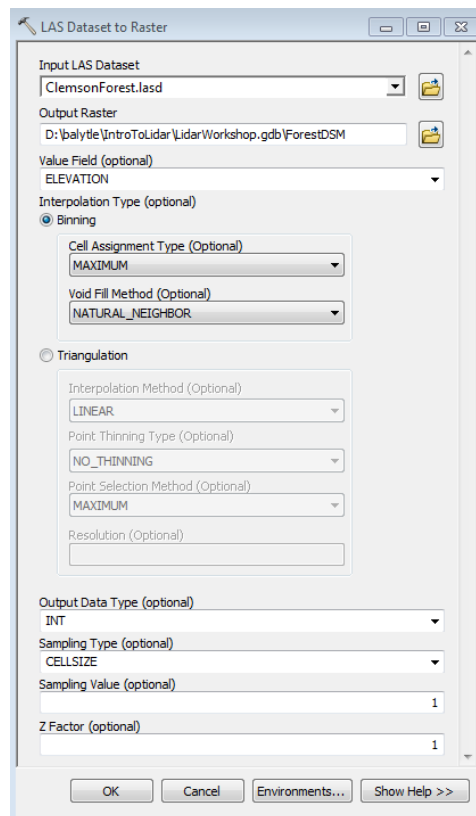 LAS Dataset to Raster
Input LAS Dataset
ClemsonForest.lasd
Output Raster
D:\balytle\IntroToLidar\LidarWorkshop.gdb\ForestDSM
Value Field (optional)
ELEVATION
Interpolation Type (optional)
Binning
Cell Assignment Type (Optional)
MAXIMUM
Void Fill Method (Optional)
NATURAL_NEIGHBOR
Triangulation
Interpolation Method (Optional)
LINEAR
Point Thinning Type (Optional)
NO_THINNING
Point Selection Method (Optional)
MAXIMUM
Resolution (Optional)
Output Data Type (optional)
INT
Sampling Type (optional)
CELLSIZE
Sampling Value (optional)
1
Z Factor (optional)
1
OK Cancel Environments... Show Help >>